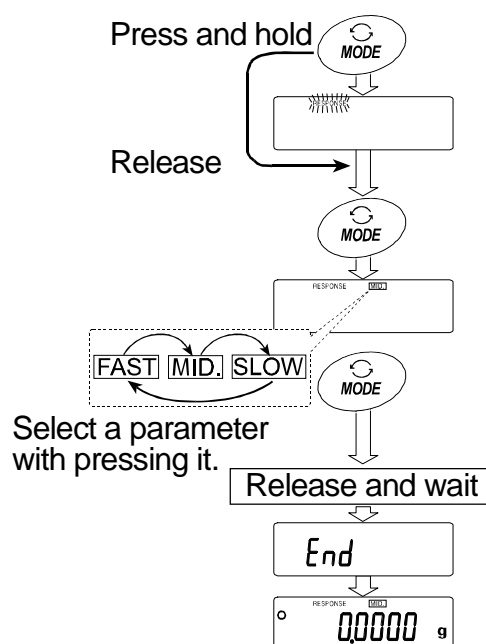 Press and hold
MODE
RESPONSE
Release
MODE
RESPONSE MID.
FAST MID. SLOW
MODE
Select a parameter
with pressing it.
Release and wait
End
RESPONSE MID.
0.0000 g